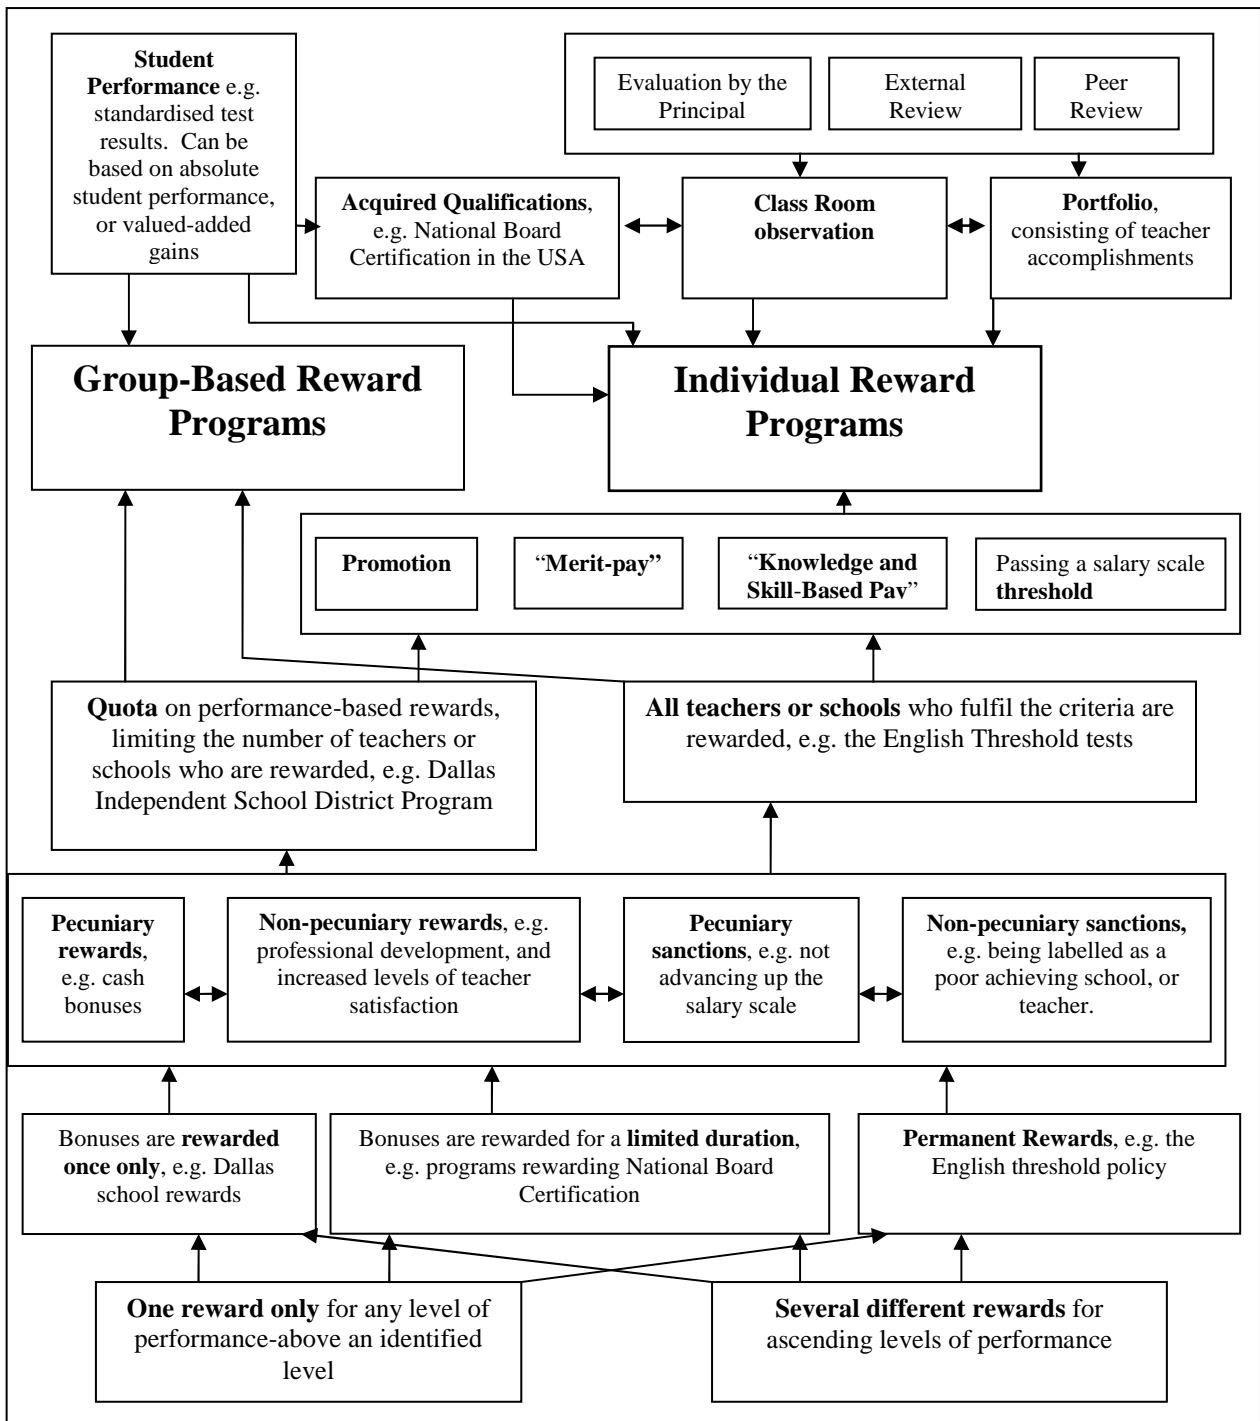 Student
Performance e.g.
standardised test
results.  Can be
based on absolute
student performance,
or valued-added
gains
Evaluation by the
Principal
External
Review
Peer
Review
Acquired Qualifications,
e.g. National Board
Certification in the USA
Class Room
observation
Portfolio,
consisting of teacher
accomplishments
Group-Based Reward
Programs
Individual Reward
Programs
Promotion
“Merit-pay”
“Knowledge and
Skill-Based Pay”
Passing a salary scale
threshold
Quota on performance-based rewards,
limiting the number of teachers or
schools who are rewarded, e.g. Dallas
Independent School District Program
All teachers or schools who fulfil the criteria are
rewarded, e.g. the English Threshold tests
Pecuniary
rewards,
e.g. cash
bonuses
Non-pecuniary rewards, e.g.
professional development, and
increased levels of teacher
satisfaction
Pecuniary
sanctions, e.g. not
advancing up the
salary scale
Non-pecuniary sanctions,
e.g. being labelled as a
poor achieving school, or
teacher.
Bonuses are rewarded
once only, e.g. Dallas
school rewards
Bonuses are rewarded for a limited duration,
e.g. programs rewarding National Board
Certification
Permanent Rewards, e.g. the
English threshold policy
One reward only for any level of
performance-above an identified
level
Several different rewards for
ascending levels of performance